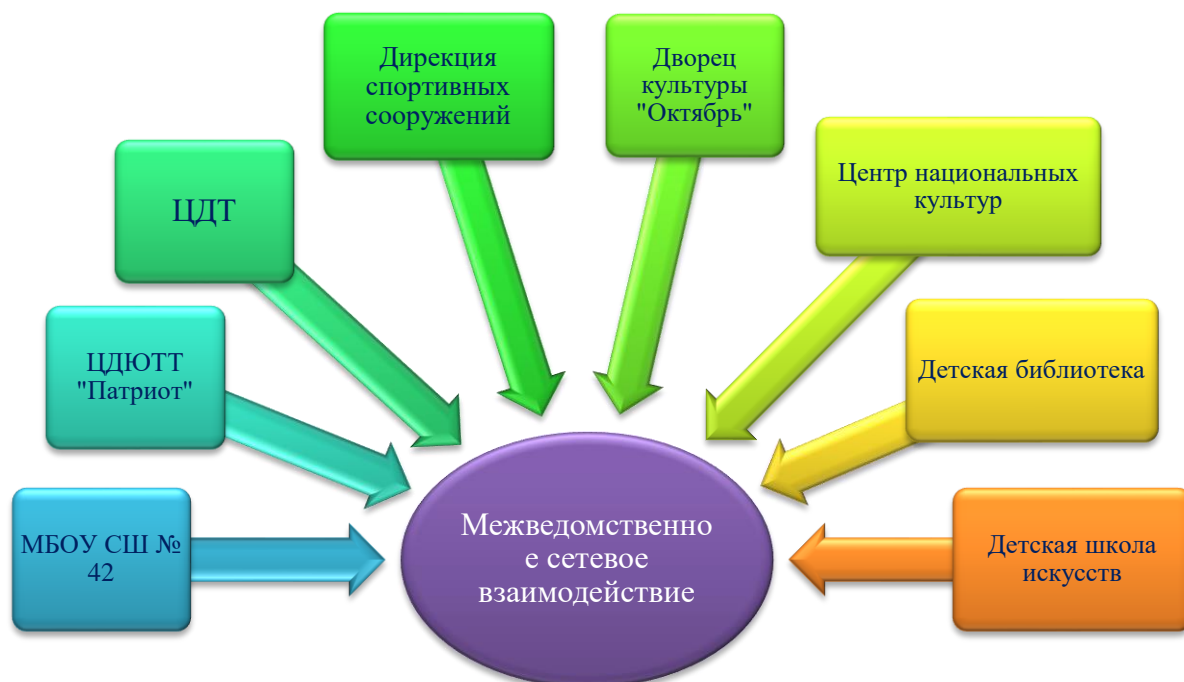 Дирекция
спортивных
сооружений
Дворец
культуры
"Октябрь"
Центр национальных
культур
ЦДТ
ЦДЮТТ
"Патриот"
Детская библиотека
МБОУ СШ №
42
Межведомственно
е сетевое
взаимодействие
Детская школа
искусств